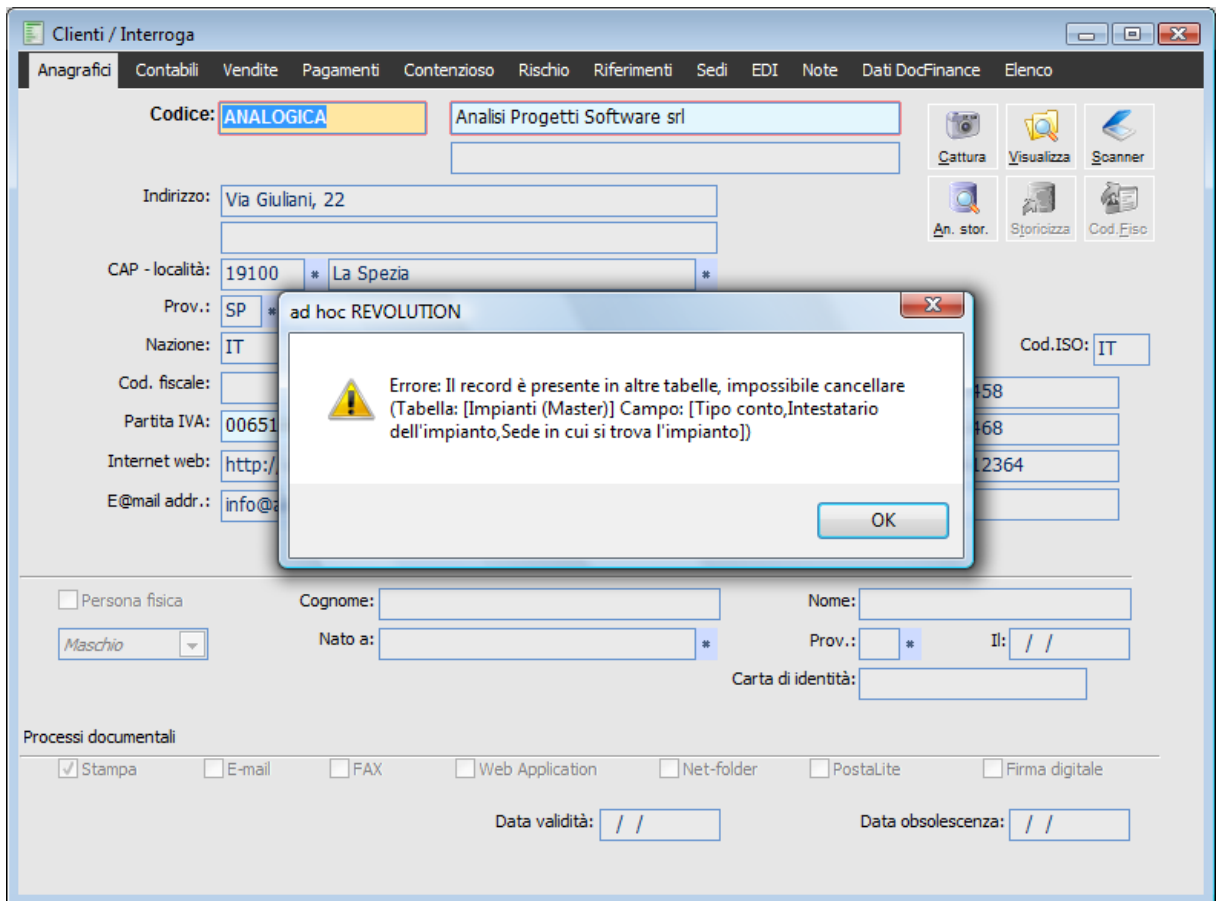 Clienti / Interroga
Anagrafici Contabili Vendite Pagamenti Contenzioso Rischio Riferimenti Sedi EDI Note Dati DocFinance Elenco
Codice: ANALOGICA Analisi Progetti Software srl
Cattura Visualizza Scanner
Indirizzo: Via Giuliani, 22
An. stor. Storicizza Cod.Fisc
CAP - località: 19100 * La Spezia *
Prov.: SP *
ad hoc REVOLUTION
Nazione: IT Cod.ISO: IT
Errore: Il record è presente in altre tabelle, impossibile cancellare
(Tabella: [Impianti (Master)] Campo: [Tipo conto,Intestatario
dell'impianto,Sede in cui si trova l'impianto])
Cod. fiscale: 458
Partita IVA: 00651 468
Internet web: http:/ 12364
E@mail addr.: info@a
OK
Persona fisica Cognome: Nome:
Maschio Nato a: * Prov.: * Il: / /
Carta di identità:
Processi documentali
Stampa E-mail FAX Web Application Net-folder PostaLite Firma digitale
Data validità: / / Data obsolescenza: / /